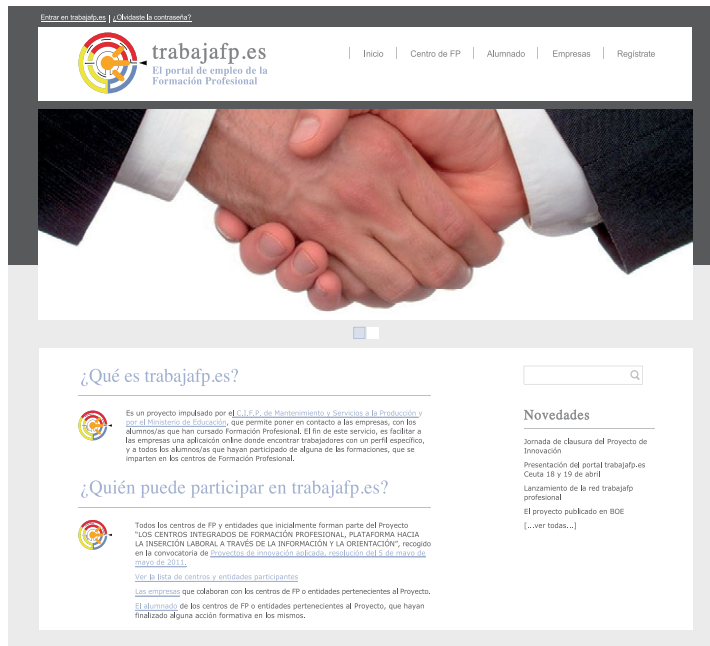 Entrar en trabajafp.es | ¿Olvidaste la contraseña?
trabajafp.es
El portal de empleo de la
Formación Profesional
Inicio
Centro de FP
Alumnado
Empresas
Regístrate
¿Qué es trabajafp.es?
Es un proyecto impulsado por el C.I.F.P. de Mantenimiento y Servicios a la Producción y
por el Ministerio de Educación, que permite poner en contacto a las empresas, con los
alumnos/as que han cursado Formación Profesional. El fin de este servicio, es facilitar a
las empresas una aplicaicón online donde encontrar trabajadores con un perfil específico,
y a todos los alumnos/as que hayan participado de alguna de las formaciones, que se
imparten en los centros de Formación Profesional.
¿Quién puede participar en trabajafp.es?
Todos los centros de FP y entidades que inicialmente forman parte del Proyecto
“LOS CENTROS INTEGRADOS DE FORMACIÓN PROFESIONAL, PLATAFORMA HACIA
LA INSERCIÓN LABORAL A TRAVÉS DE LA INFORMACIÓN Y LA ORIENTACIÓN”, recogido
en la convocatoria de Proyectos de innovación aplicada, resolución del 5 de mayo de
mayo de 2011.
Ver la lista de centros y entidades participantes
Las empresas que colaboran con los centros de FP o entidades pertenecientes al Proyecto.
El alumnado de los centros de FP o entidades pertenecientes al Proyecto, que hayan
finalizado alguna acción formativa en los mismos.
Novedades
Jornada de clausura del Proyecto de
Innovación
Presentación del portal trabajafp.es
Ceuta 18 y 19 de abril
Lanzamiento de la red trabajafp
profesional
El proyecto publicado en BOE
[...ver todas...]